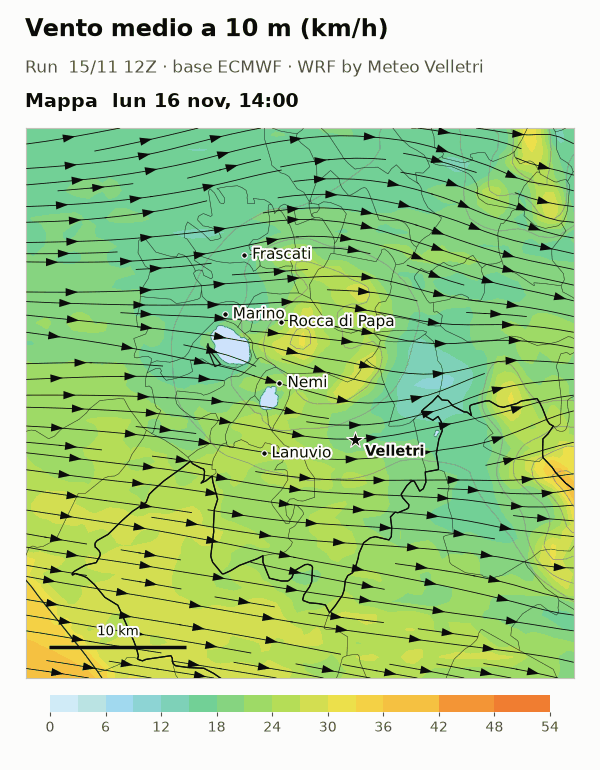 Vento medio a 10 m (km/h)
Run 15/11 12Z · base ECMWF · WRF by Meteo Velletri
Mappa lun 16 nov, 14:00
Frascati
Marino
Rocca di Papa
Nemi
Velletri
Lanuvio
10 km
0 6 12 18 24 30 36 42 48 54